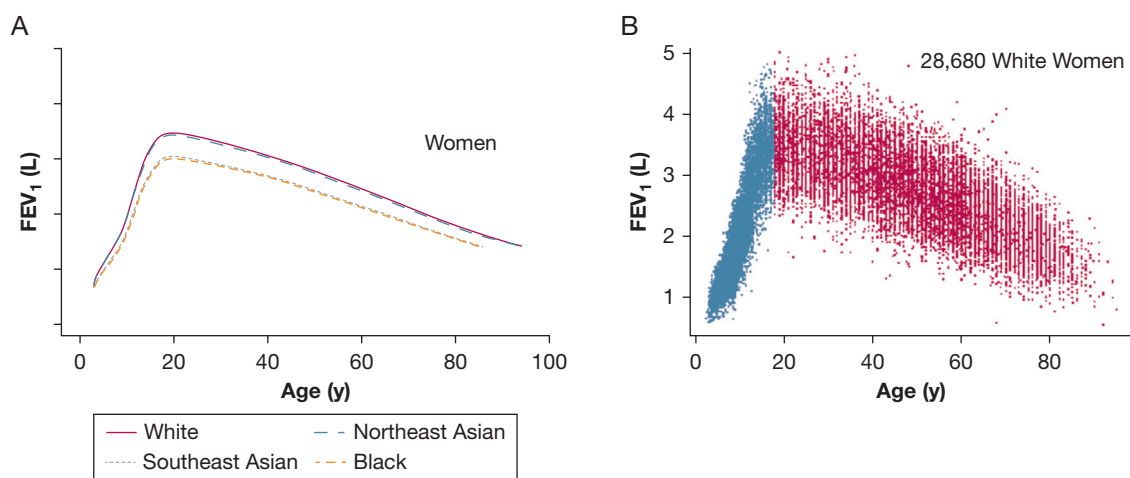 A
FEV₁ (L)
Women
0 20 40 60 80 100
Age (y)
White
Northeast Asian
Southeast Asian
Black
B
28,680 White Women
FEV₁ (L)
5
4
3
2
1
0 20 40 60 80
Age (y)